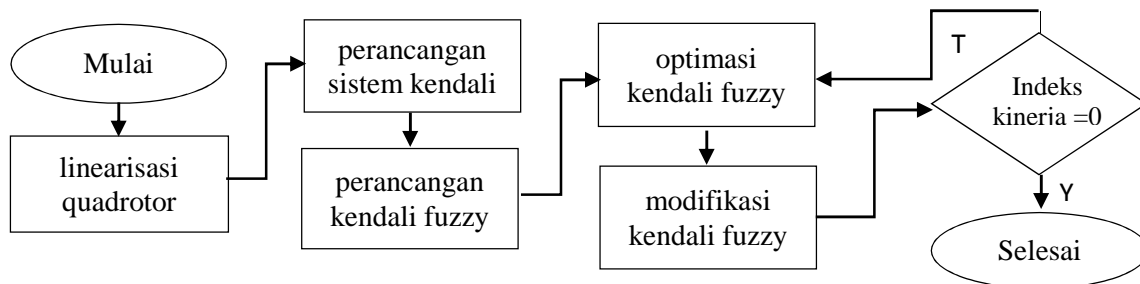 Mulai
linearisasi
quadrotor
perancangan
sistem kendali
perancangan
kendali fuzzy
optimasi
kendali fuzzy
modifikasi
kendali fuzzy
T
Indeks
kineria =0
Y
Selesai